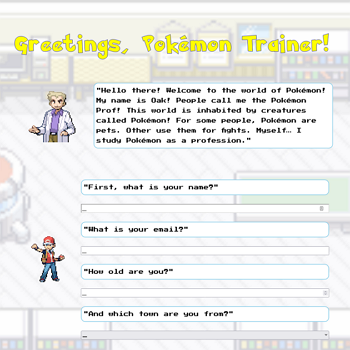 Greetings, Pokémon Trainer!
"Hello there! Welcome to the world of Pokémon!
My name is Oak! People call me the Pokémon
Prof! This world is inhabited by creatures
called Pokémon! For some people, Pokémon are
pets. Other use them for fights. Myself… I
study Pokémon as a profession."
"First, what is your name?"
"What is your email?"
"How old are you?"
"And which town are you from?"